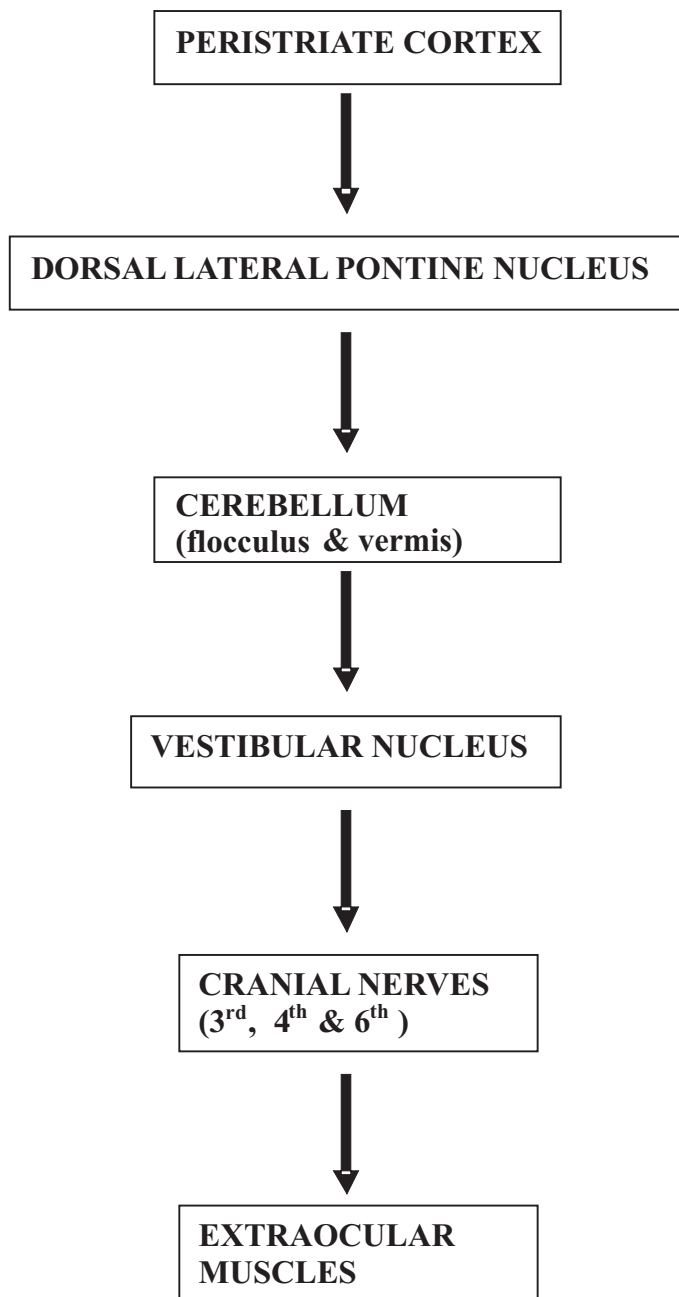 PERISTRIATE CORTEX
DORSAL LATERAL PONTINE NUCLEUS
CEREBELLUM
(flocculus & vermis)
VESTIBULAR NUCLEUS
CRANIAL NERVES
(3rd, 4th & 6th )
EXTRAOCULAR
MUSCLES